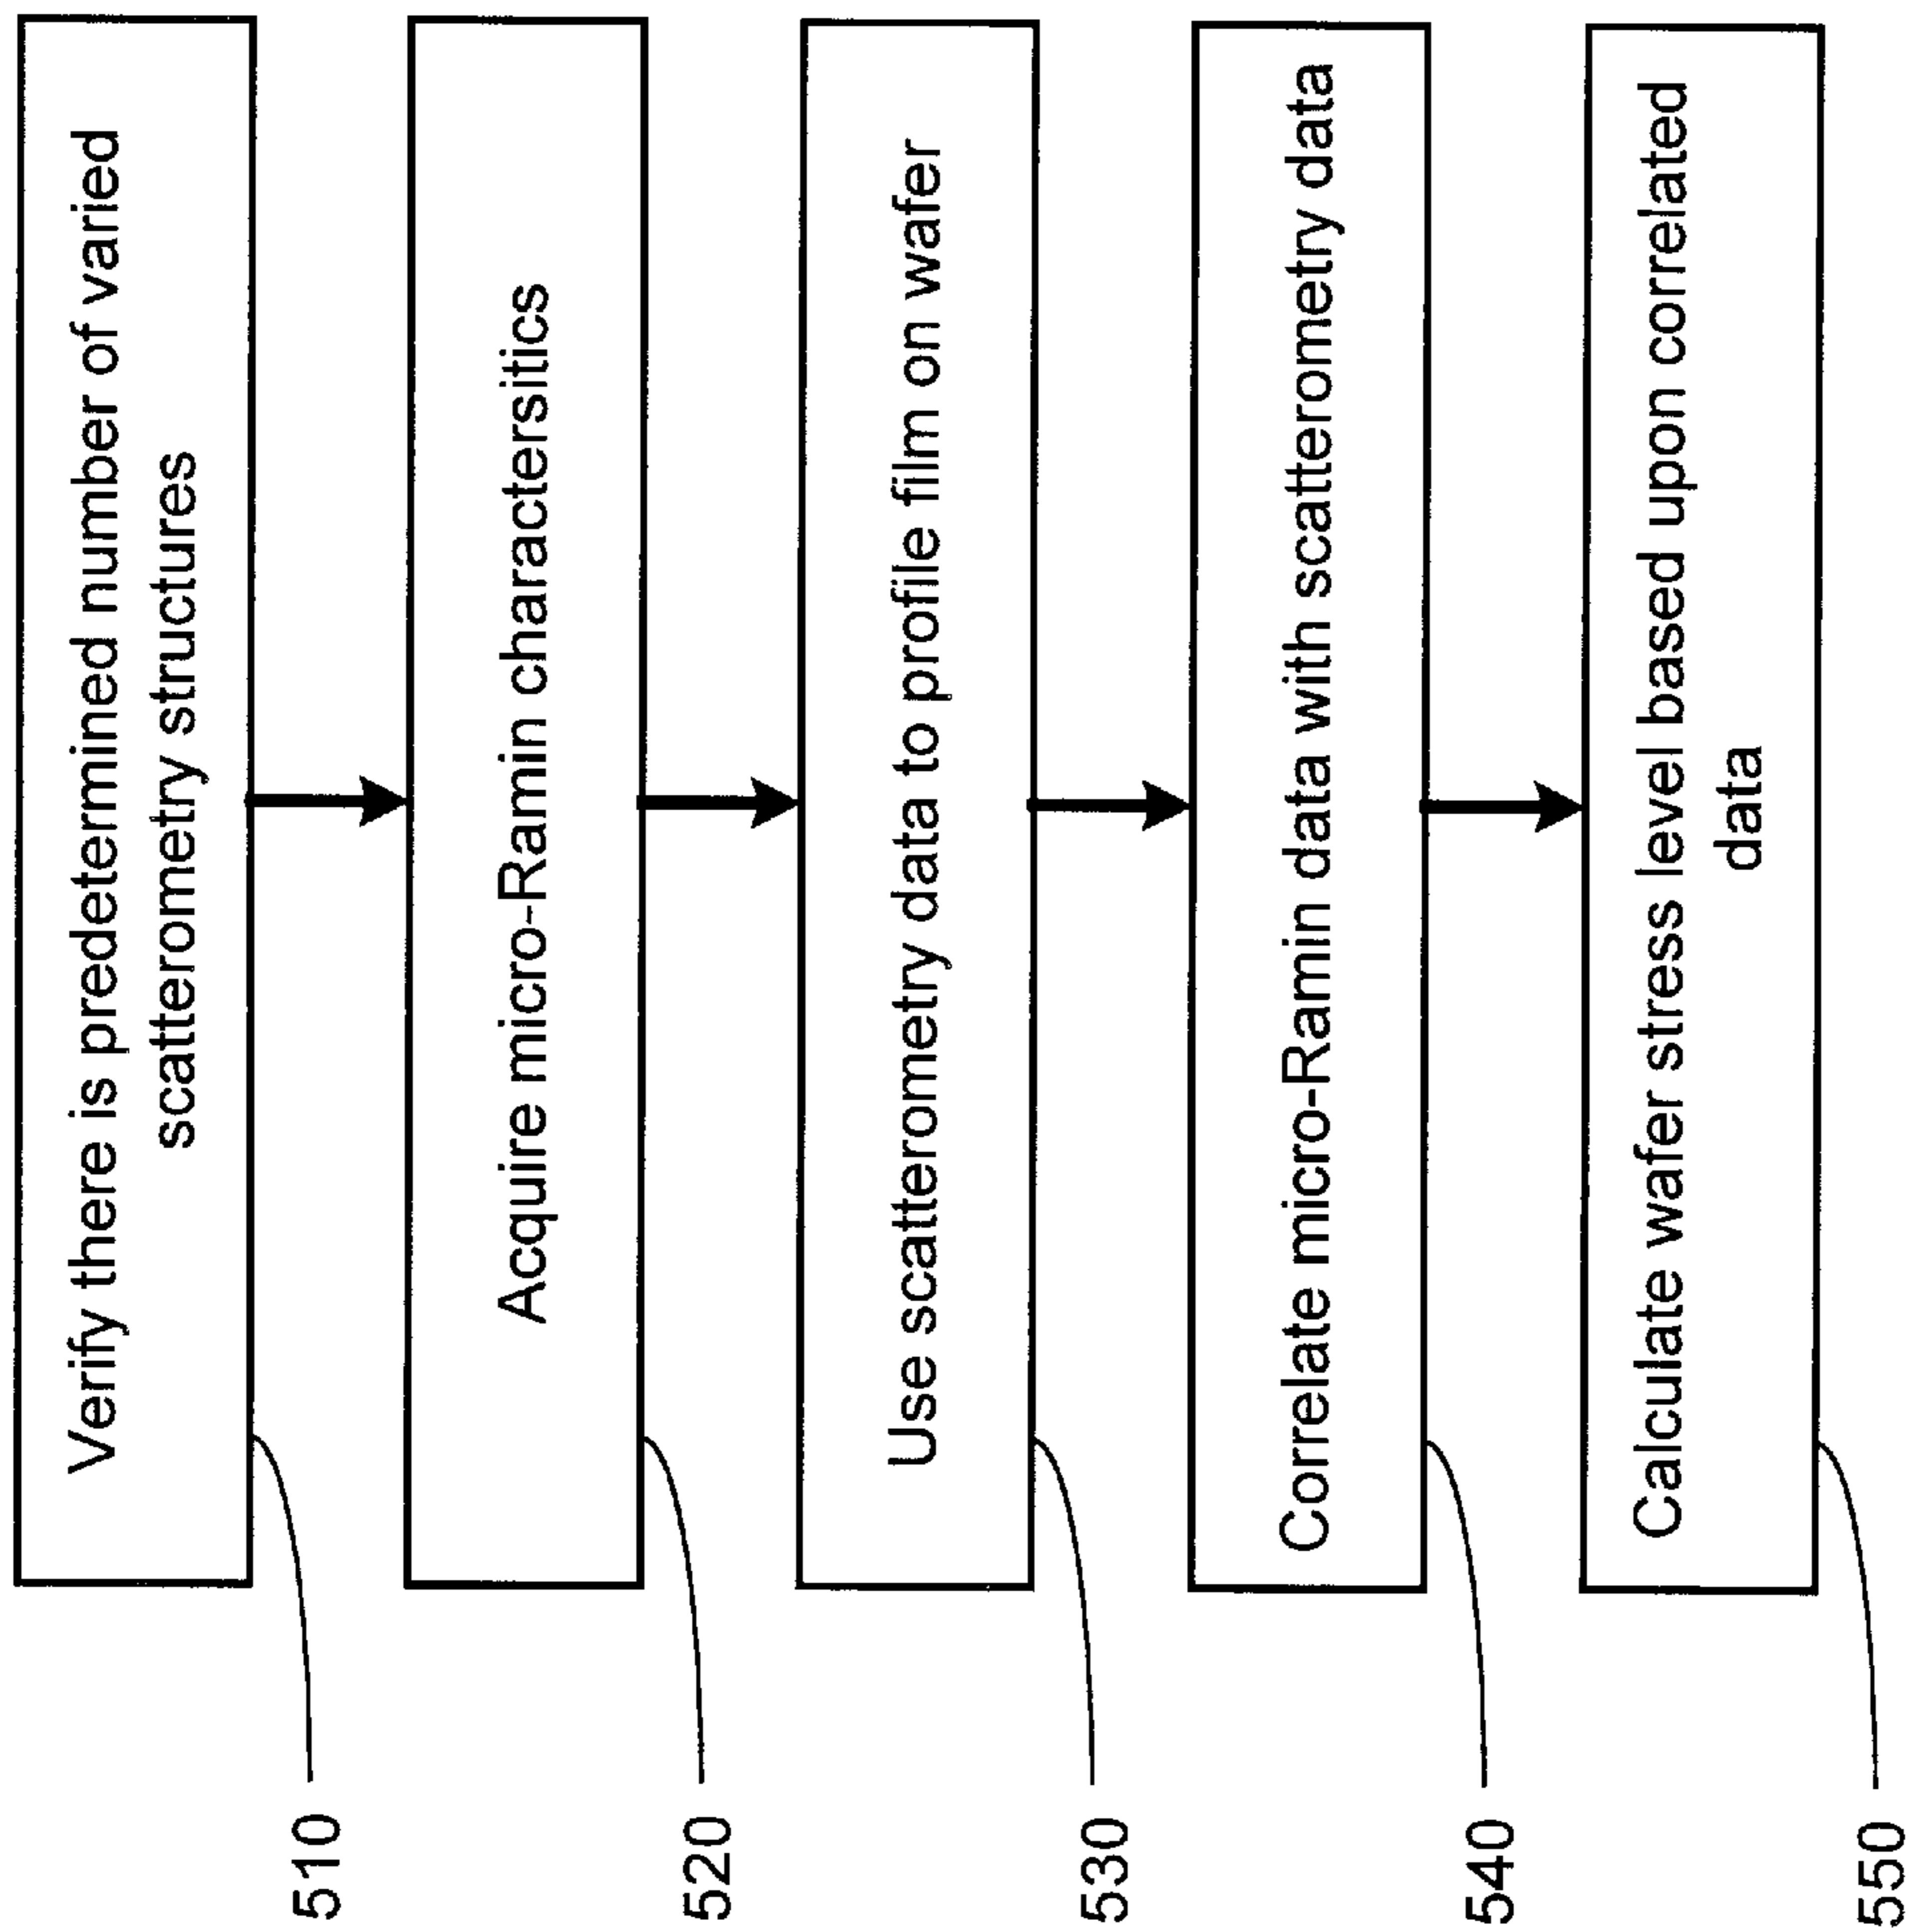 Verify there is predetermined number of varied
scatterometry structures
510
Acquire micro-Ramin charactersitics
520
Use scatterometry data to profile film on wafer
530
Correlate micro-Ramin data with scatterometry data
540
Calculate wafer stress level based upon correlated
data
550